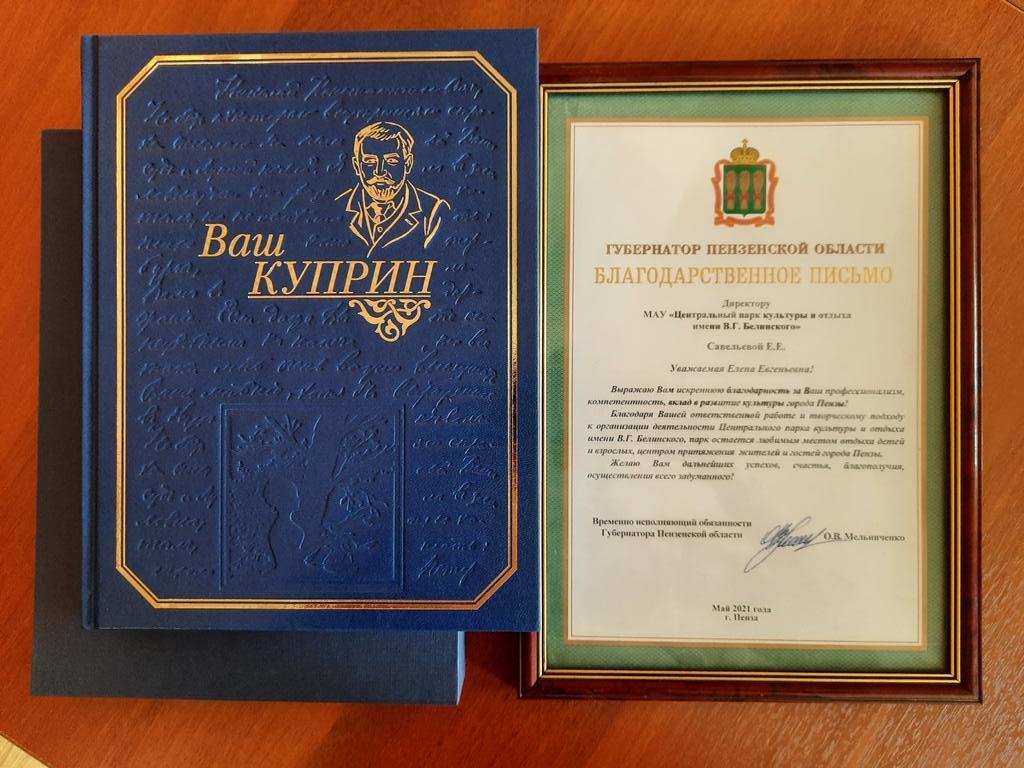 Ваш
КУПРИН
ГУБЕРНАТОР ПЕНЗЕНСКОЙ ОБЛАСТИ
БЛАГОДАРСТВЕННОЕ ПИСЬМО
Директору
МАУ «Центральный парк культуры и отдыха
имени В.Г. Белинского»
Савельевой Е.Е.
Уважаемая Елена Евгеньевна!
Выражаю Вам искреннюю благодарность за Ваш профессионализм,
компетентность, вклад в развитие культуры города Пензы!
Благодаря Вашей ответственной работе и творческому подходу
к организации деятельности Центрального парка культуры и отдыха
имени В.Г. Белинского, парк остается любимым местом отдыха детей
и взрослых, центром притяжения жителей и гостей города Пензы.
Желаю Вам дальнейших успехов, счастья, благополучия,
осуществления всего задуманного!
Временно исполняющий обязанности
Губернатора Пензенской области
О.В. Мельниченко
Май 2021 года
г. Пенза